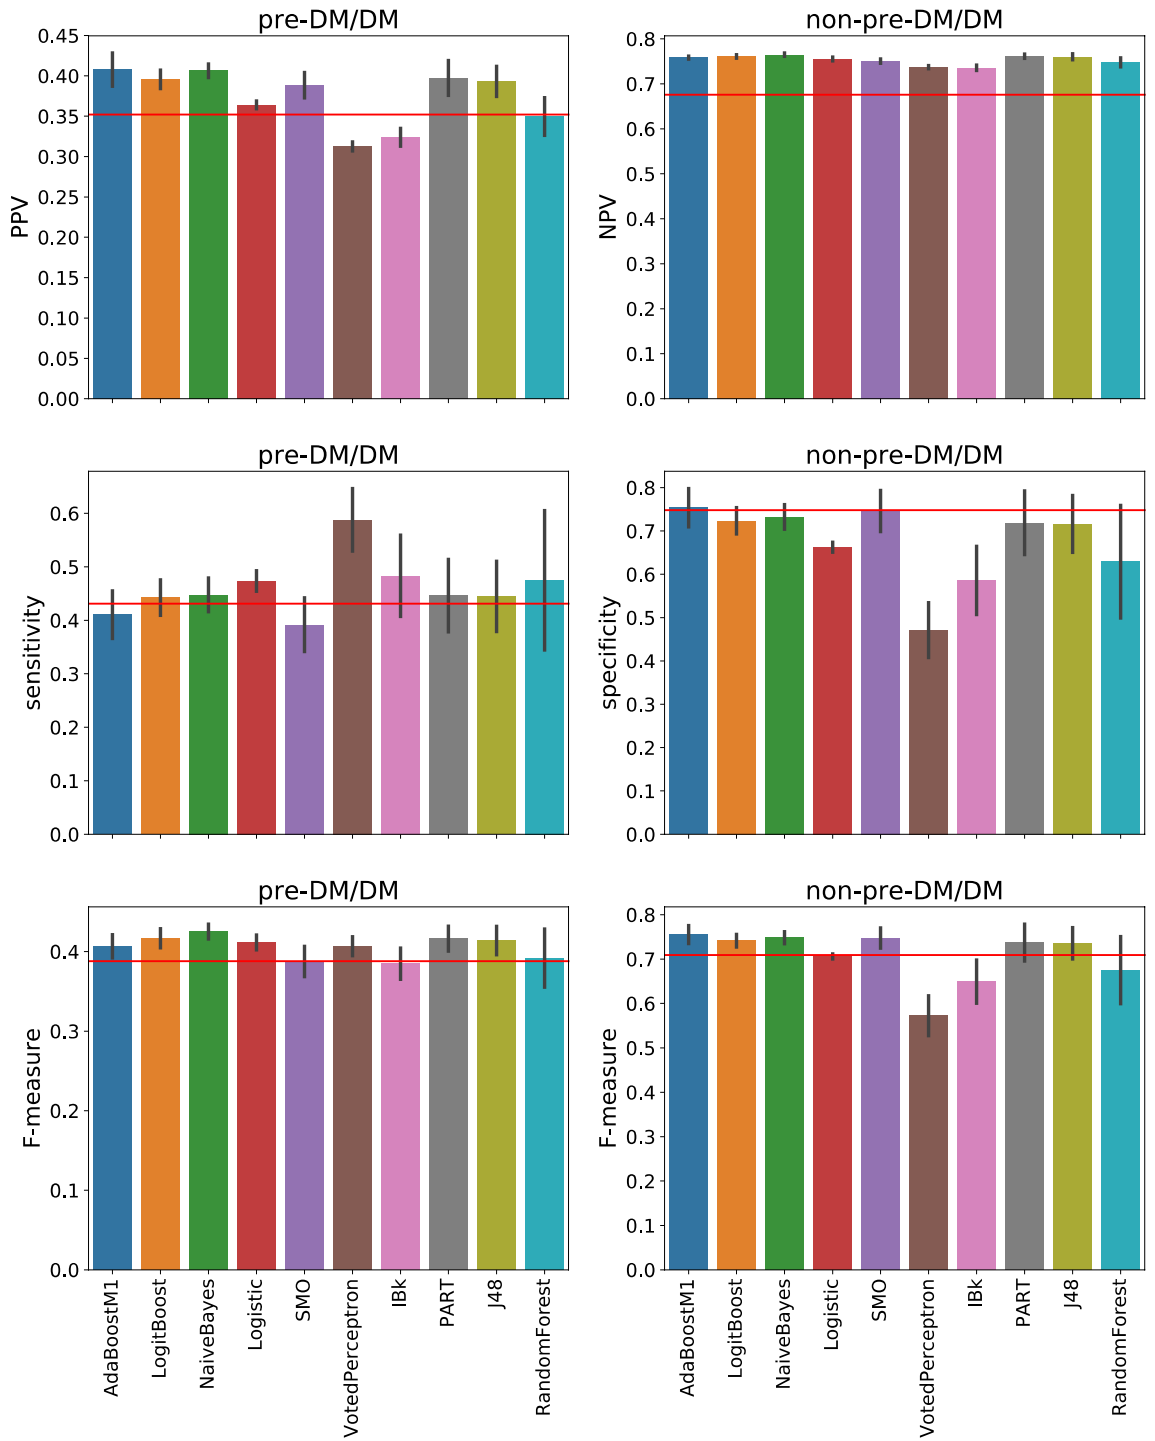 pre-DM/DM
0.45
0.40
0.35
0.30
0.25
0.20
0.15
0.10
0.05
0.00
PPV
non-pre-DM/DM
0.8
0.7
0.6
0.5
0.4
0.3
0.2
0.1
0.0
NPV
pre-DM/DM
0.6
0.5
0.4
0.3
0.2
0.1
0.0
sensitivity
non-pre-DM/DM
0.8
0.7
0.6
0.5
0.4
0.3
0.2
0.1
0.0
specificity
pre-DM/DM
0.4
0.3
0.2
0.1
0.0
F-measure
AdaBoostM1
LogitBoost
NaiveBayes
Logistic
SMO
VotedPerceptron
IBk
PART
J48
RandomForest
non-pre-DM/DM
0.8
0.7
0.6
0.5
0.4
0.3
0.2
0.1
0.0
F-measure
AdaBoostM1
LogitBoost
NaiveBayes
Logistic
SMO
VotedPerceptron
IBk
PART
J48
RandomForest